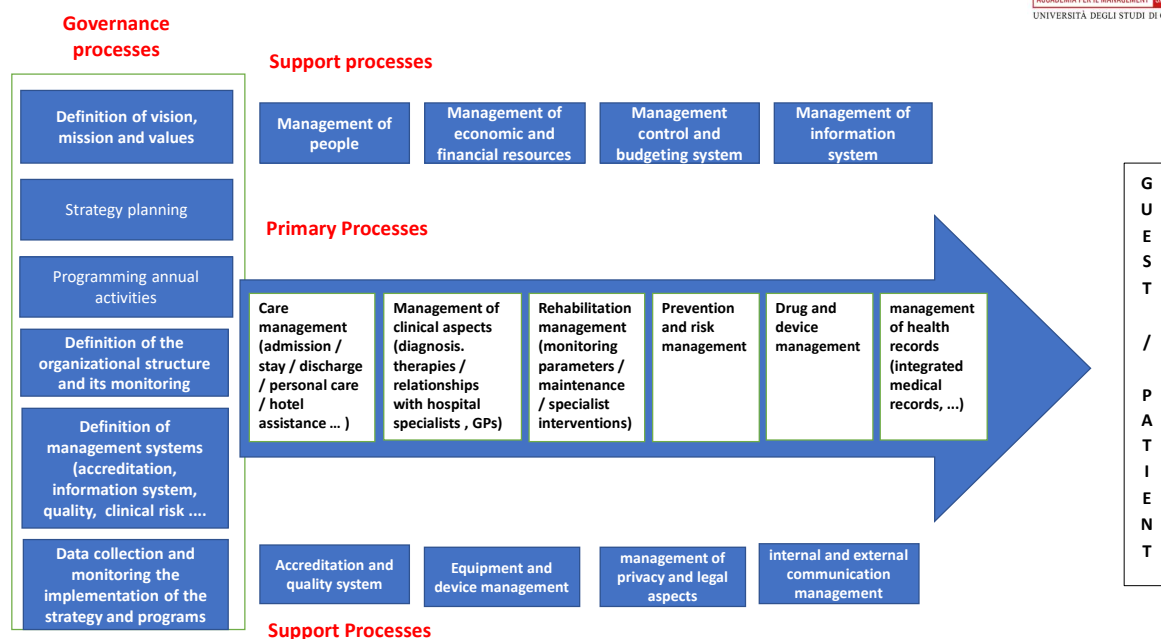 ACCADEMIA PER IL MANAGEMENT
UNIVERSITÀ DEGLI STUDI DI
Governance
processes
Support processes
Definition of vision,
mission and values
Strategy planning
Programming annual
activities
Definition of the
organizational structure
and its monitoring
Definition of
management systems
(accreditation,
information system,
quality, clinical risk ....
Data collection and
monitoring the
implementation of the
strategy and programs
Management of
people
Management of
economic and
financial resources
Management
control and
budgeting system
Management of
information
system
Primary Processes
Care
management
(admission /
stay / discharge
/ personal care
/ hotel
assistance ... )
Management of
clinical aspects
(diagnosis.
therapies /
relationships
with hospital
specialists , GPs)
Rehabilitation
management
(monitoring
parameters /
maintenance
/ specialist
interventions)
Prevention
and risk
management
Drug and
device
management
management
of health
records
(integrated
medical
records, ...)
Accreditation and
quality system
Equipment and
device management
management of
privacy and legal
aspects
internal and external
communication
management
Support Processes
G
U
E
S
T
/
P
A
T
I
E
N
T